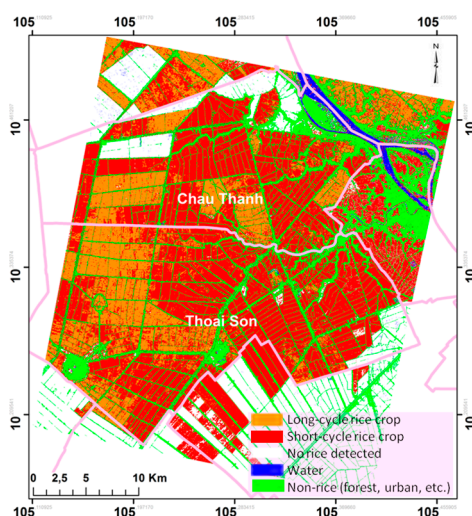 105 105 105 105 105
N
10 10
Chau Thanh
10 10
Thoai Son
10 10
Long-cycle rice crop
Short-cycle rice crop
No rice detected
Water
Non-rice (forest, urban, etc.)
0 2,5 5 10 Km
105 105 105 105 105